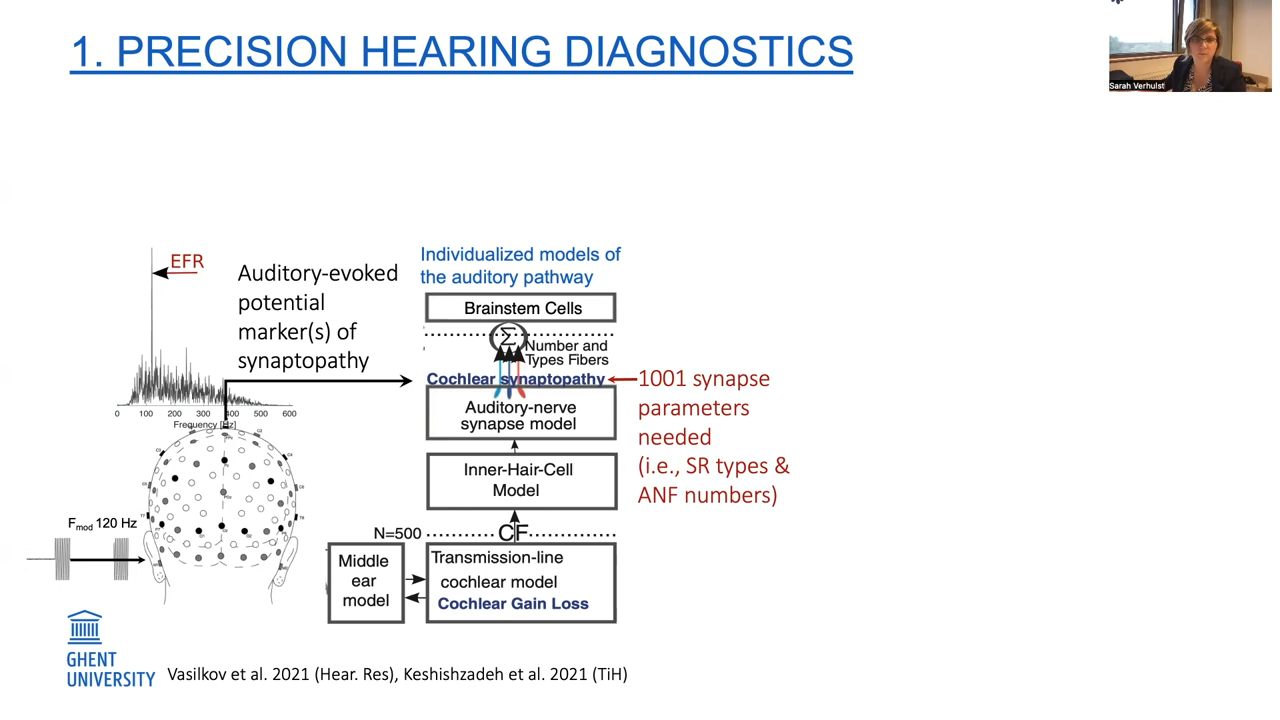 1. PRECISION HEARING DIAGNOSTICS
Sarah Verhulst
EFR
Auditory-evoked
potential
marker(s) of
synaptopathy
0 100 200 300 400 500 600
Frequency [Hz]
Fmod 120 Hz
Individualized models of
the auditory pathway
Brainstem Cells
Σ
Number and
Types Fibers
Cochlear synaptopathy
1001 synapse
parameters
needed
(i.e., SR types &
ANF numbers)
Auditory-nerve
synapse model
Inner-Hair-Cell
Model
N=500
CF
Middle
ear
model
Transmission-line
cochlear model
Cochlear Gain Loss
GHENT
UNIVERSITY
Vasilkov et al. 2021 (Hear. Res), Keshishzadeh et al. 2021 (TiH)